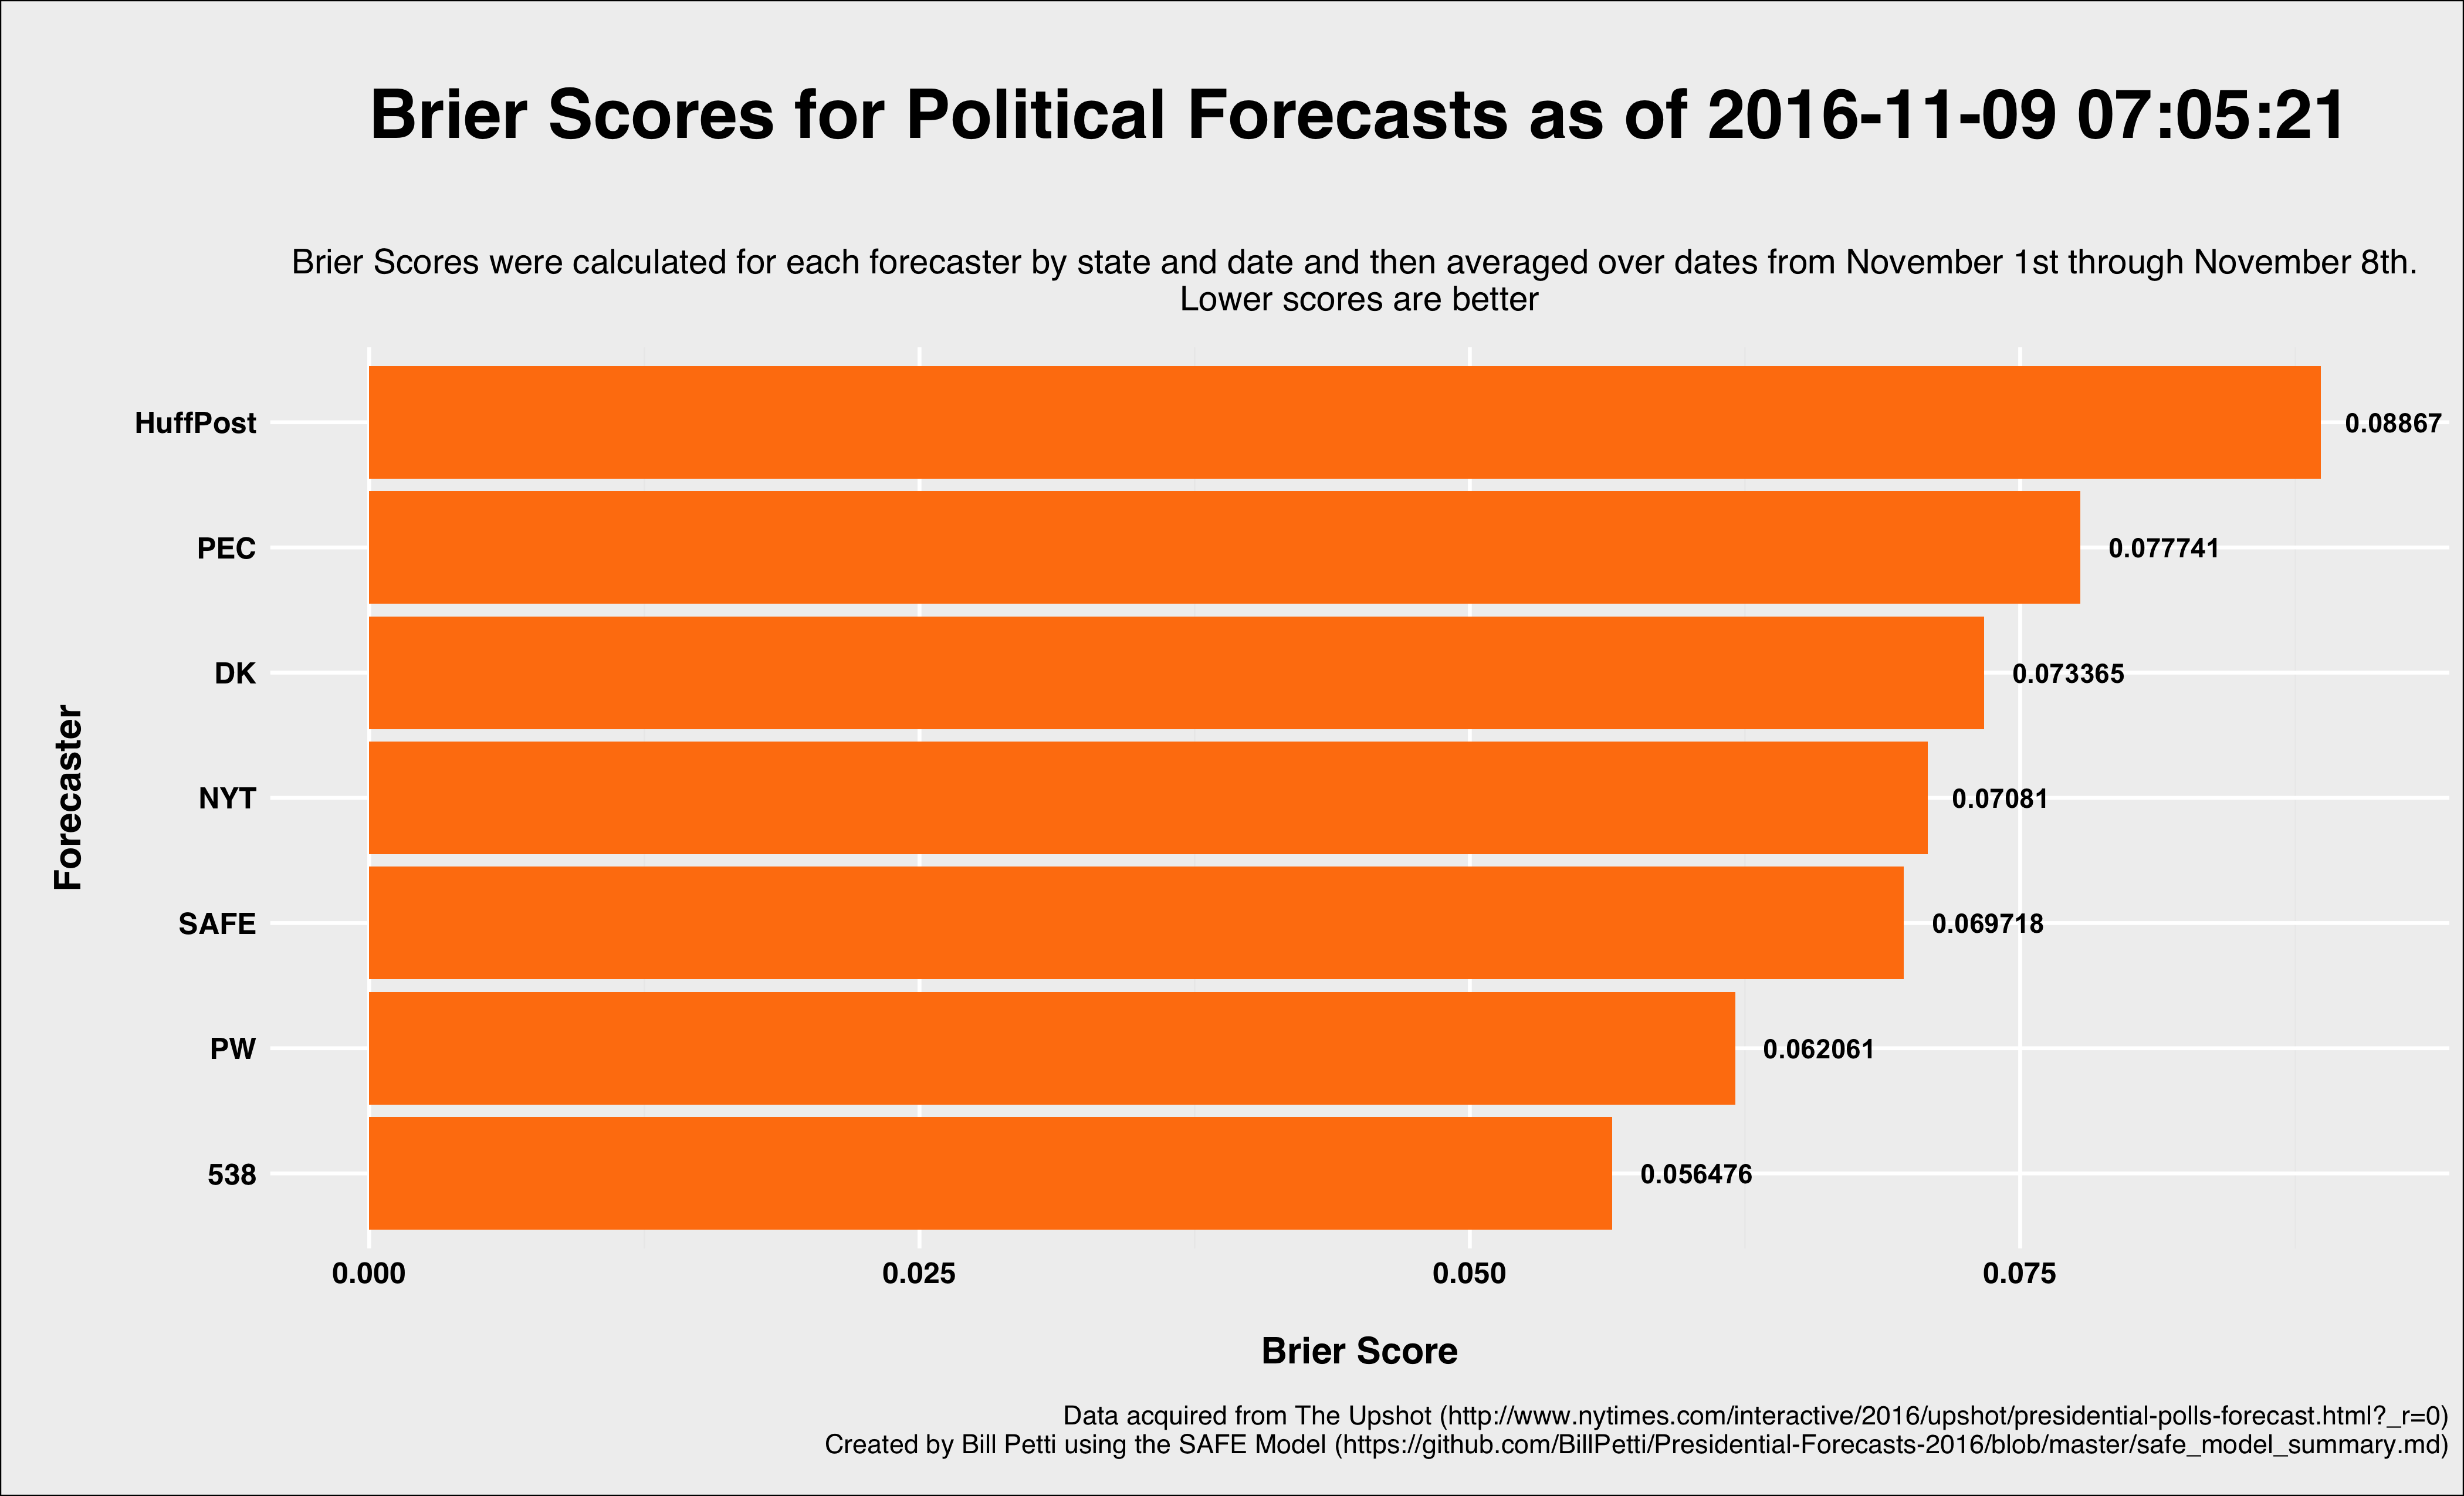 Brier Scores for Political Forecasts as of 2016-11-09 07:05:21
Brier Scores were calculated for each forecaster by state and date and then averaged over dates from November 1st through November 8th.
Lower scores are better
Forecaster
HuffPost 0.08867
PEC 0.077741
DK 0.073365
NYT 0.07081
SAFE 0.069718
PW 0.062061
538 0.056476
0.000 0.025 0.050 0.075
Brier Score
Data acquired from The Upshot (http://www.nytimes.com/interactive/2016/upshot/presidential-polls-forecast.html?_r=0)
Created by Bill Petti using the SAFE Model (https://github.com/BillPetti/Presidential-Forecasts-2016/blob/master/safe_model_summary.md)